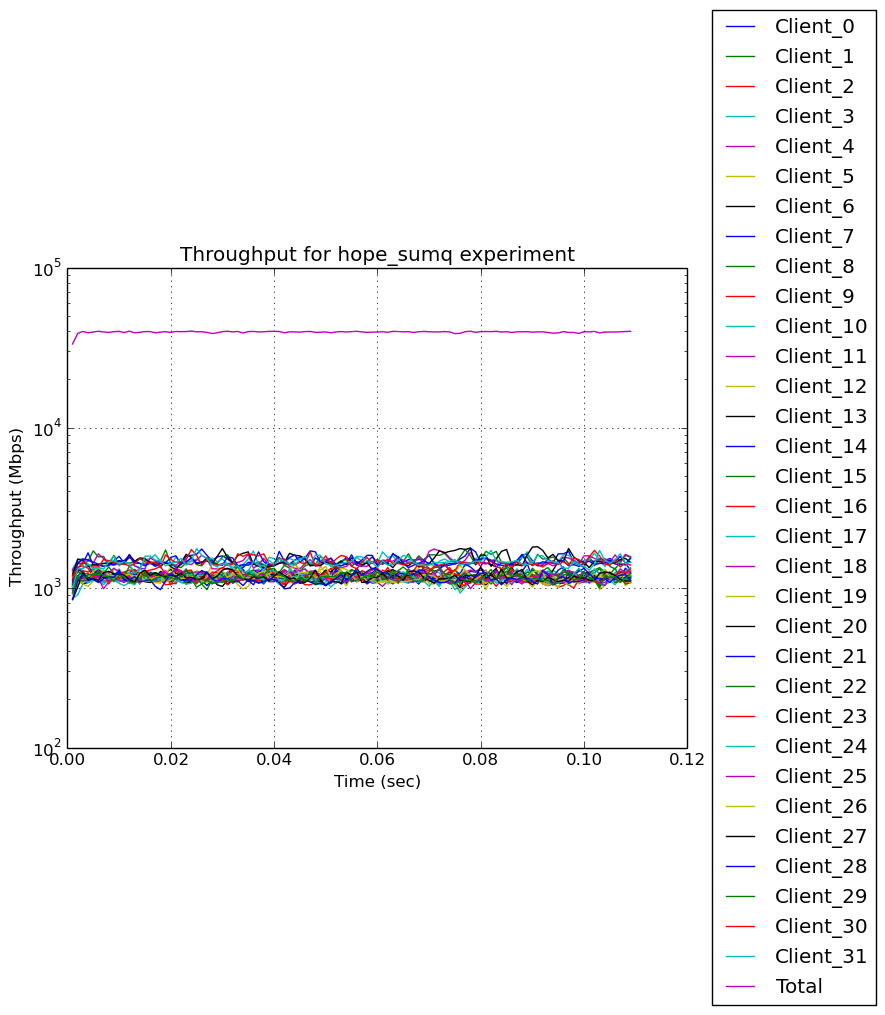 Throughput for hope_sumq experiment
Throughput (Mbps)
10^5
10^4
10^3
10^2
0.00 0.02 0.04 0.06 0.08 0.10 0.12
Time (sec)
Client_0
Client_1
Client_2
Client_3
Client_4
Client_5
Client_6
Client_7
Client_8
Client_9
Client_10
Client_11
Client_12
Client_13
Client_14
Client_15
Client_16
Client_17
Client_18
Client_19
Client_20
Client_21
Client_22
Client_23
Client_24
Client_25
Client_26
Client_27
Client_28
Client_29
Client_30
Client_31
Total